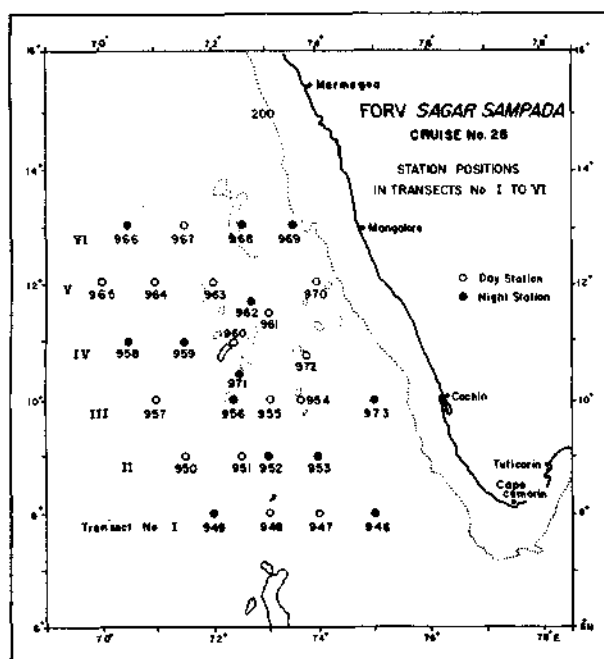 70° 72° 74° 76° 78°
16° 16°
Mormogoa
200
FORV SAGAR SAMPADA
CRUISE No. 26
14° 14°
STATION POSITIONS
IN TRANSECTS No I TO VI
VI 966 967 968 969
Mangalore
12° 12°
V 965 964 963 970
Day Station
Night Station
962
961
960
IV 958 959
972
971
10° 10°
III 957 956 955 954 973
Cochin
II 950 951 952 953
Tuticorin
Cape
Comorin
8° 8°
Transect No I 949 948 947 946
6° 6°N
70° 72° 74° 76° 78°E